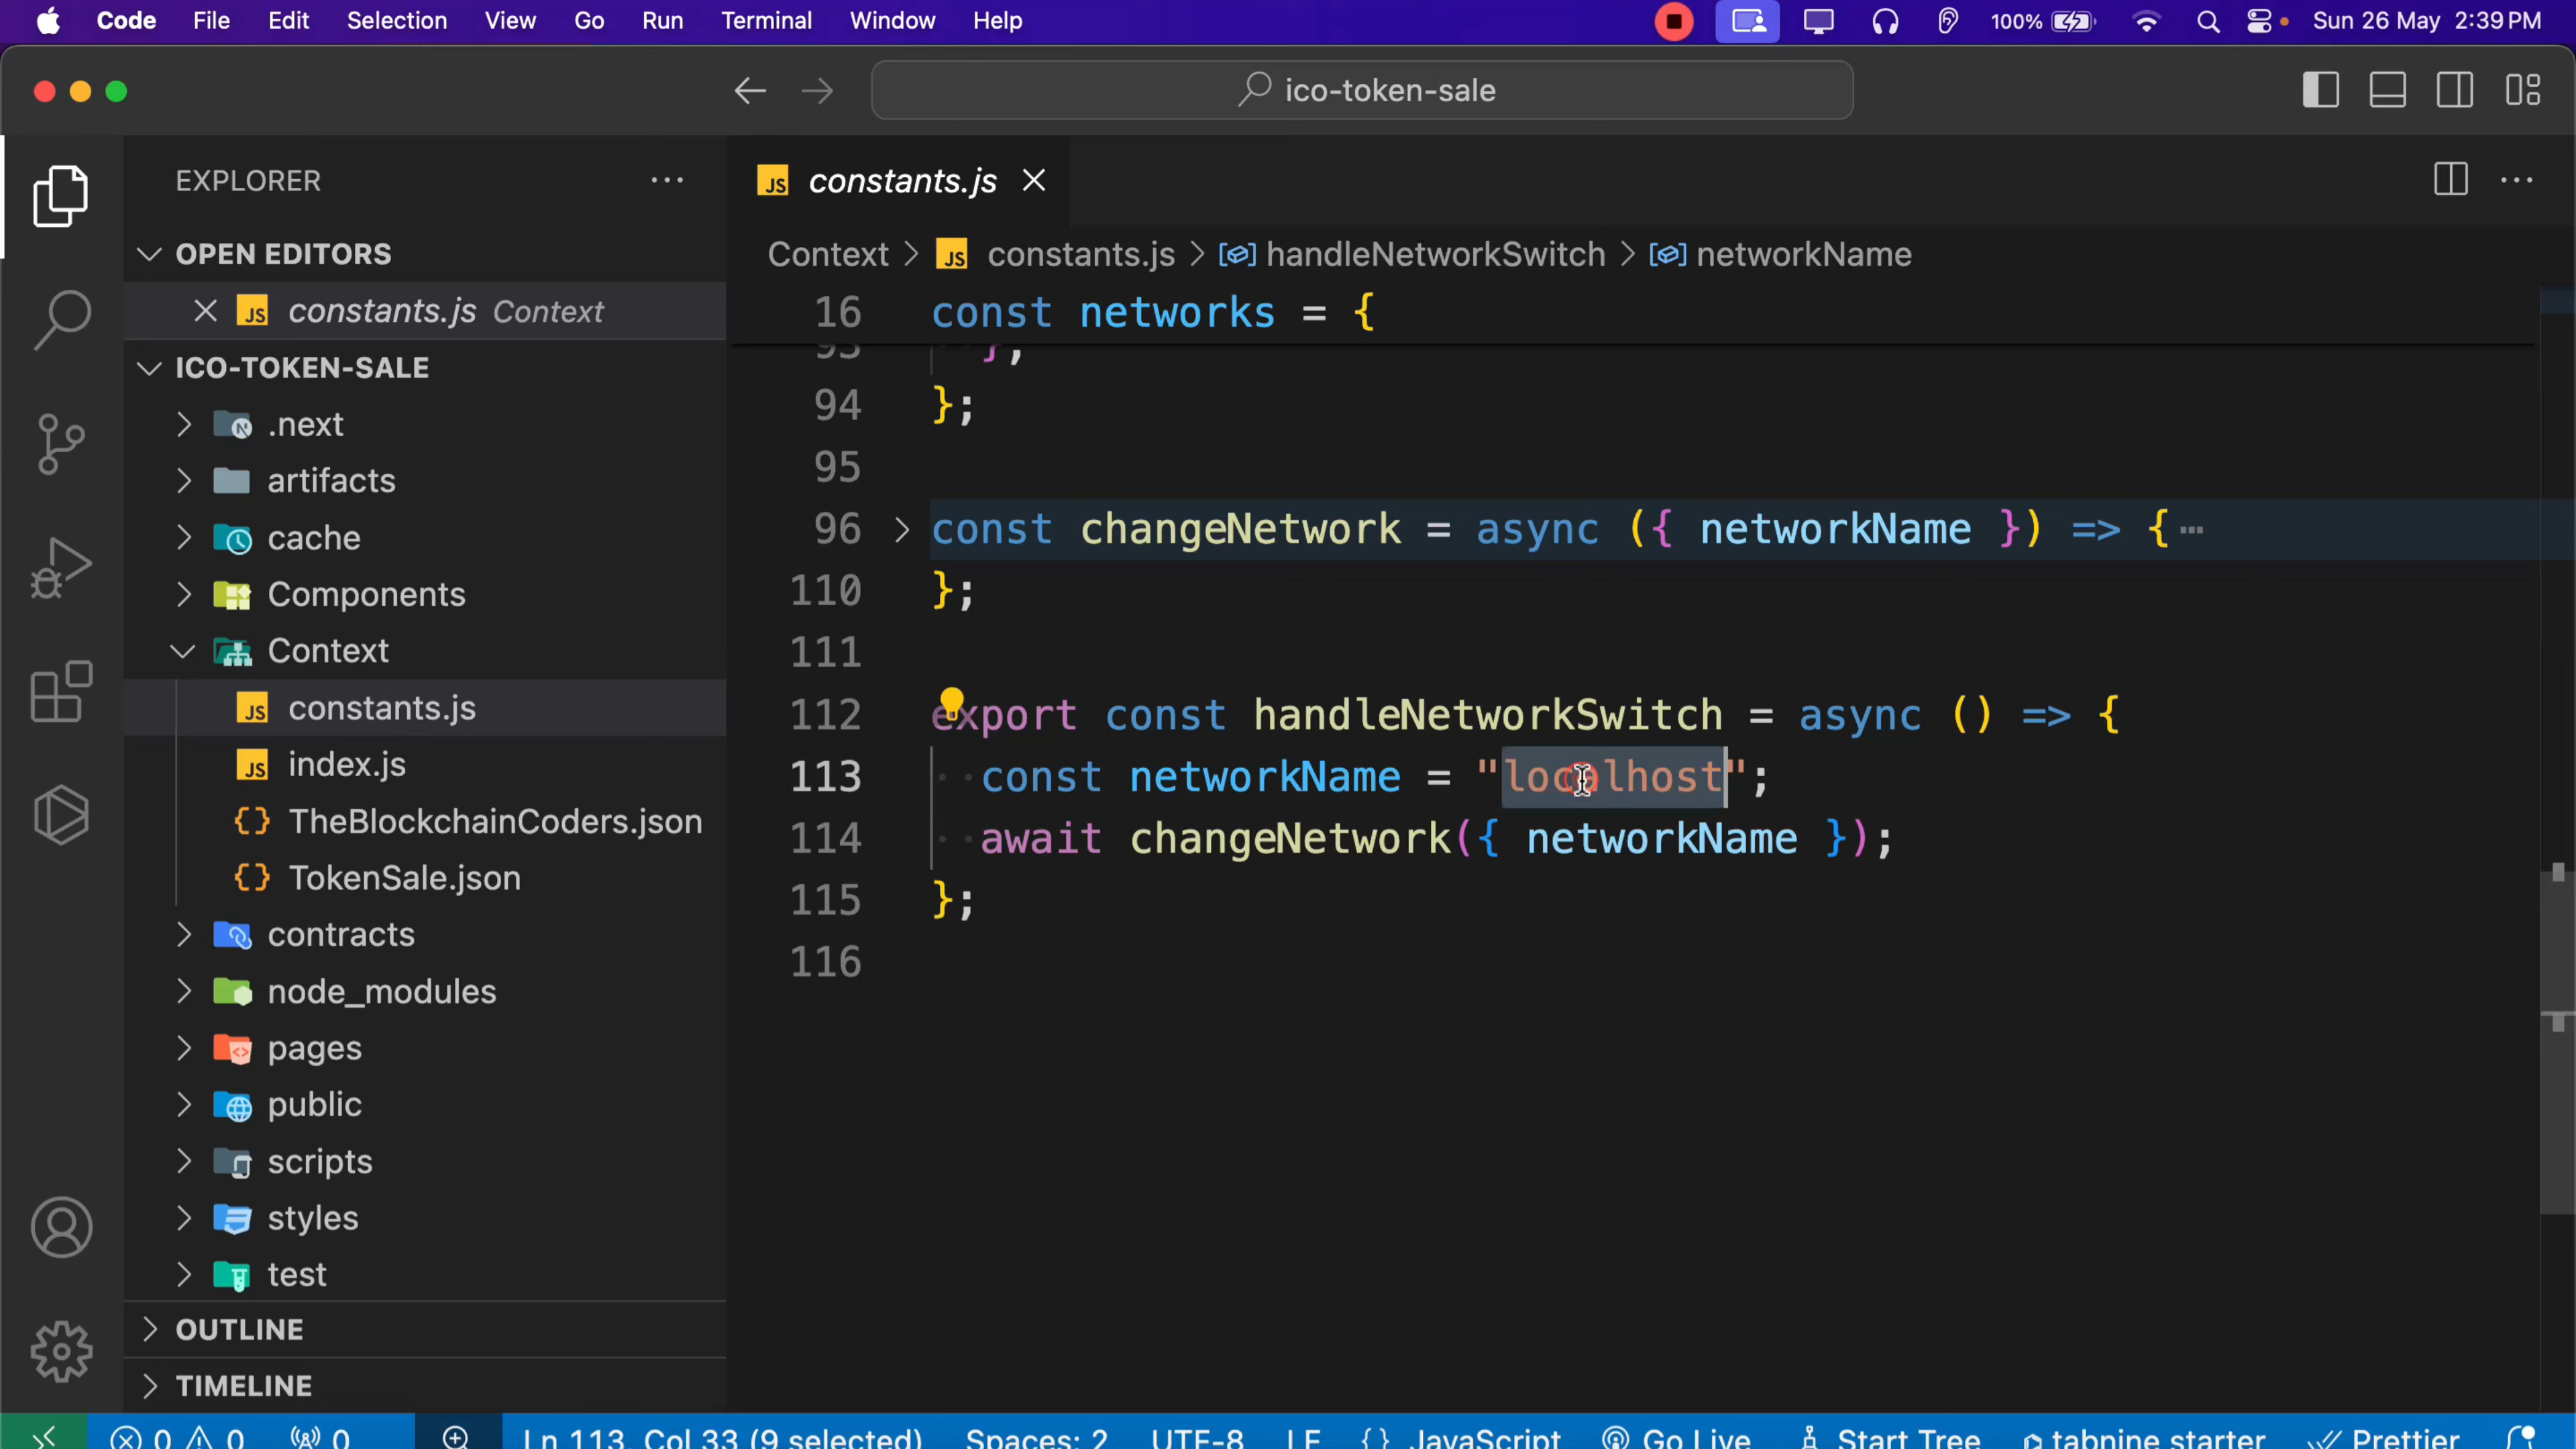 Code File Edit Selection View Go Run Terminal Window Help 100% Sun 26 May 2:39 PM
ico-token-sale
EXPLORER
OPEN EDITORS
constants.js Context
ICO-TOKEN-SALE
.next
artifacts
cache
Components
Context
constants.js
index.js
TheBlockchainCoders.json
TokenSale.json
contracts
node_modules
pages
public
scripts
styles
test
OUTLINE
TIMELINE
constants.js
Context > constants.js > handleNetworkSwitch > networkName
16 const networks = {
93 },
94 };
95
96 const changeNetwork = async ({ networkName }) => {
110 };
111
112 export const handleNetworkSwitch = async () => {
113 const networkName = "localhost";
114 await changeNetwork({ networkName });
115 };
116
0 0 0 Ln 113, Col 33 (9 selected) Spaces: 2 UTF-8 LF {} JavaScript Go Live Start Tree tabnine starter Prettier